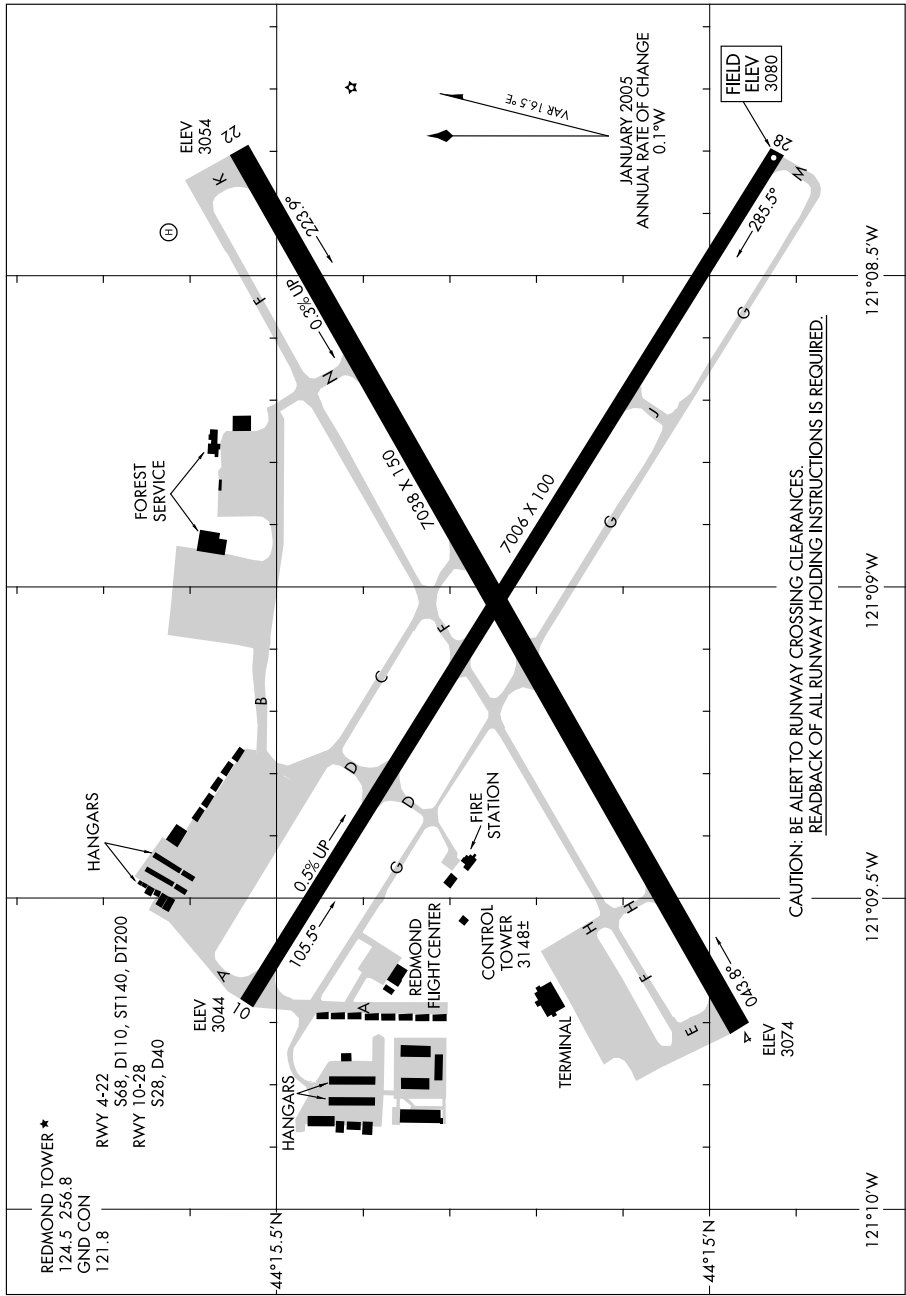 REDMOND TOWER ★
124.5 256.8
GND CON
121.8
RWY 4-22
S68, D110, ST140, DT200
RWY 10-28
S28, D40
HANGARS
FOREST
SERVICE
ELEV
3054
22
K
H
F
223.9°
0.3% UP
N
7038 X 150
B
C
D
F
D
ELEV
3044
10
A
105.5°
0.5% UP
G
A
HANGARS
REDMOND
FLIGHT CENTER
FIRE
STATION
CONTROL
TOWER
3148±
TERMINAL
7006 X 100
G
J
G
M
285.5°
28
FIELD
ELEV
3080
VAR 16.5°E
JANUARY 2005
ANNUAL RATE OF CHANGE
0.1°W
H
H
F
E
043.8°
4
ELEV
3074
44°15.5'N
44°15'N
121°10'W
121°09.5'W
121°09'W
121°08.5'W
CAUTION: BE ALERT TO RUNWAY CROSSING CLEARANCES.
READBACK OF ALL RUNWAY HOLDING INSTRUCTIONS IS REQUIRED.